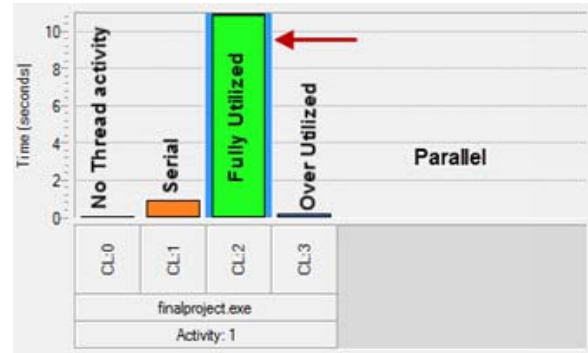 Time (seconds)
10
8
6
4
2
0
No Thread activity
Serial
Fully Utilized
Over Utilized
Parallel
CL:0
CL:1
CL:2
CL:3
finalproject.exe
Activity: 1